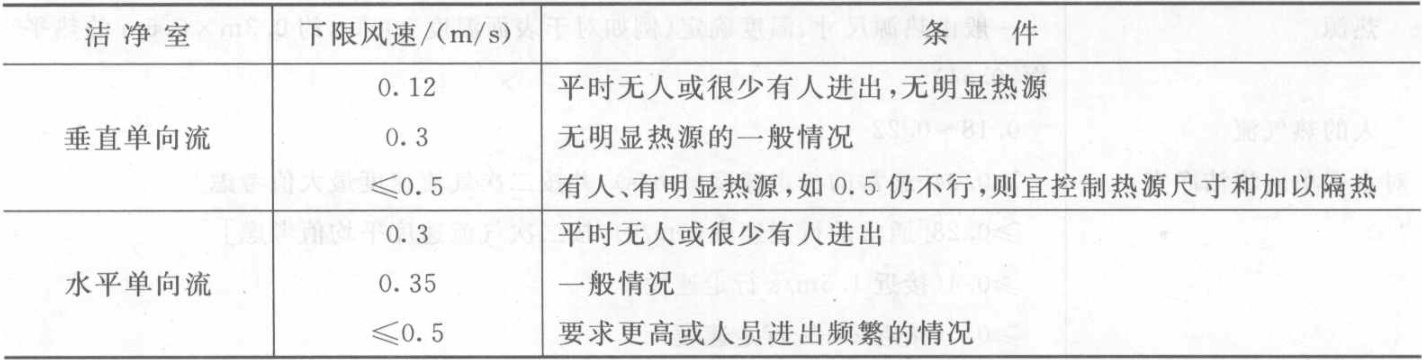 洁净室 下限风速/(m/s) 条件
0.12 平时无人或很少有人进出,无明显热源
垂直单向流 0.3 无明显热源的一般情况
≤0.5 有人、有明显热源,如 0.5 仍不行,则宜控制热源尺寸和加以隔热
0.3 平时无人或很少有人进出
水平单向流 0.35 一般情况
≤0.5 要求更高或人员进出频繁的情况